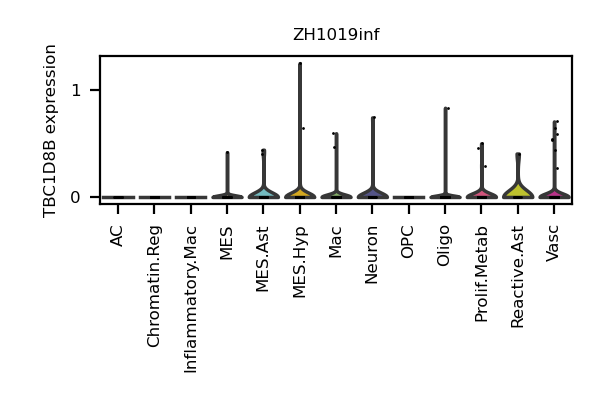 ZH1019inf
TBC1D8B expression
1
0
AC
Chromatin.Reg
Inflammatory.Mac
MES
MES.Ast
MES.Hyp
Mac
Neuron
OPC
Oligo
Prolif.Metab
Reactive.Ast
Vasc